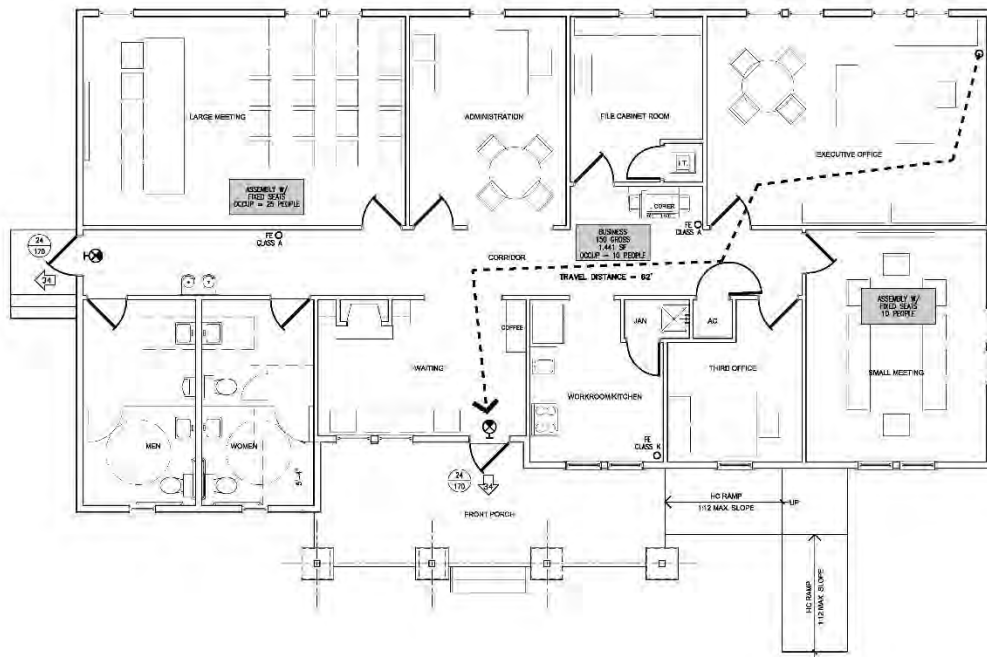 LARGE MEETING
ADMINISTRATION
FILE CABINET ROOM
I.T.
EXECUTIVE OFFICE
ASSEMBLY W/
FIXED SEATS
OCCUP = 25 PEOPLE
COPIER
BUSINESS
150 GROSS
1,441 SF
OCCUP = 10 PEOPLE
FE
CLASS A
FE
CLASS A
24
170
34"
CORRIDOR
TRAVEL DISTANCE = 62'
ASSEMBLY W/
FIXED SEATS
10 PEOPLE
COFFEE
JAN
AC
WAITING
THIRD OFFICE
SMALL MEETING
WORKROOM/KITCHEN
MEN
WOMEN
5'-1"
FE
CLASS K
24
170
34"
FRONT PORCH
HC RAMP
1:12 MAX. SLOPE
UP
HC RAMP
1:12 MAX. SLOPE